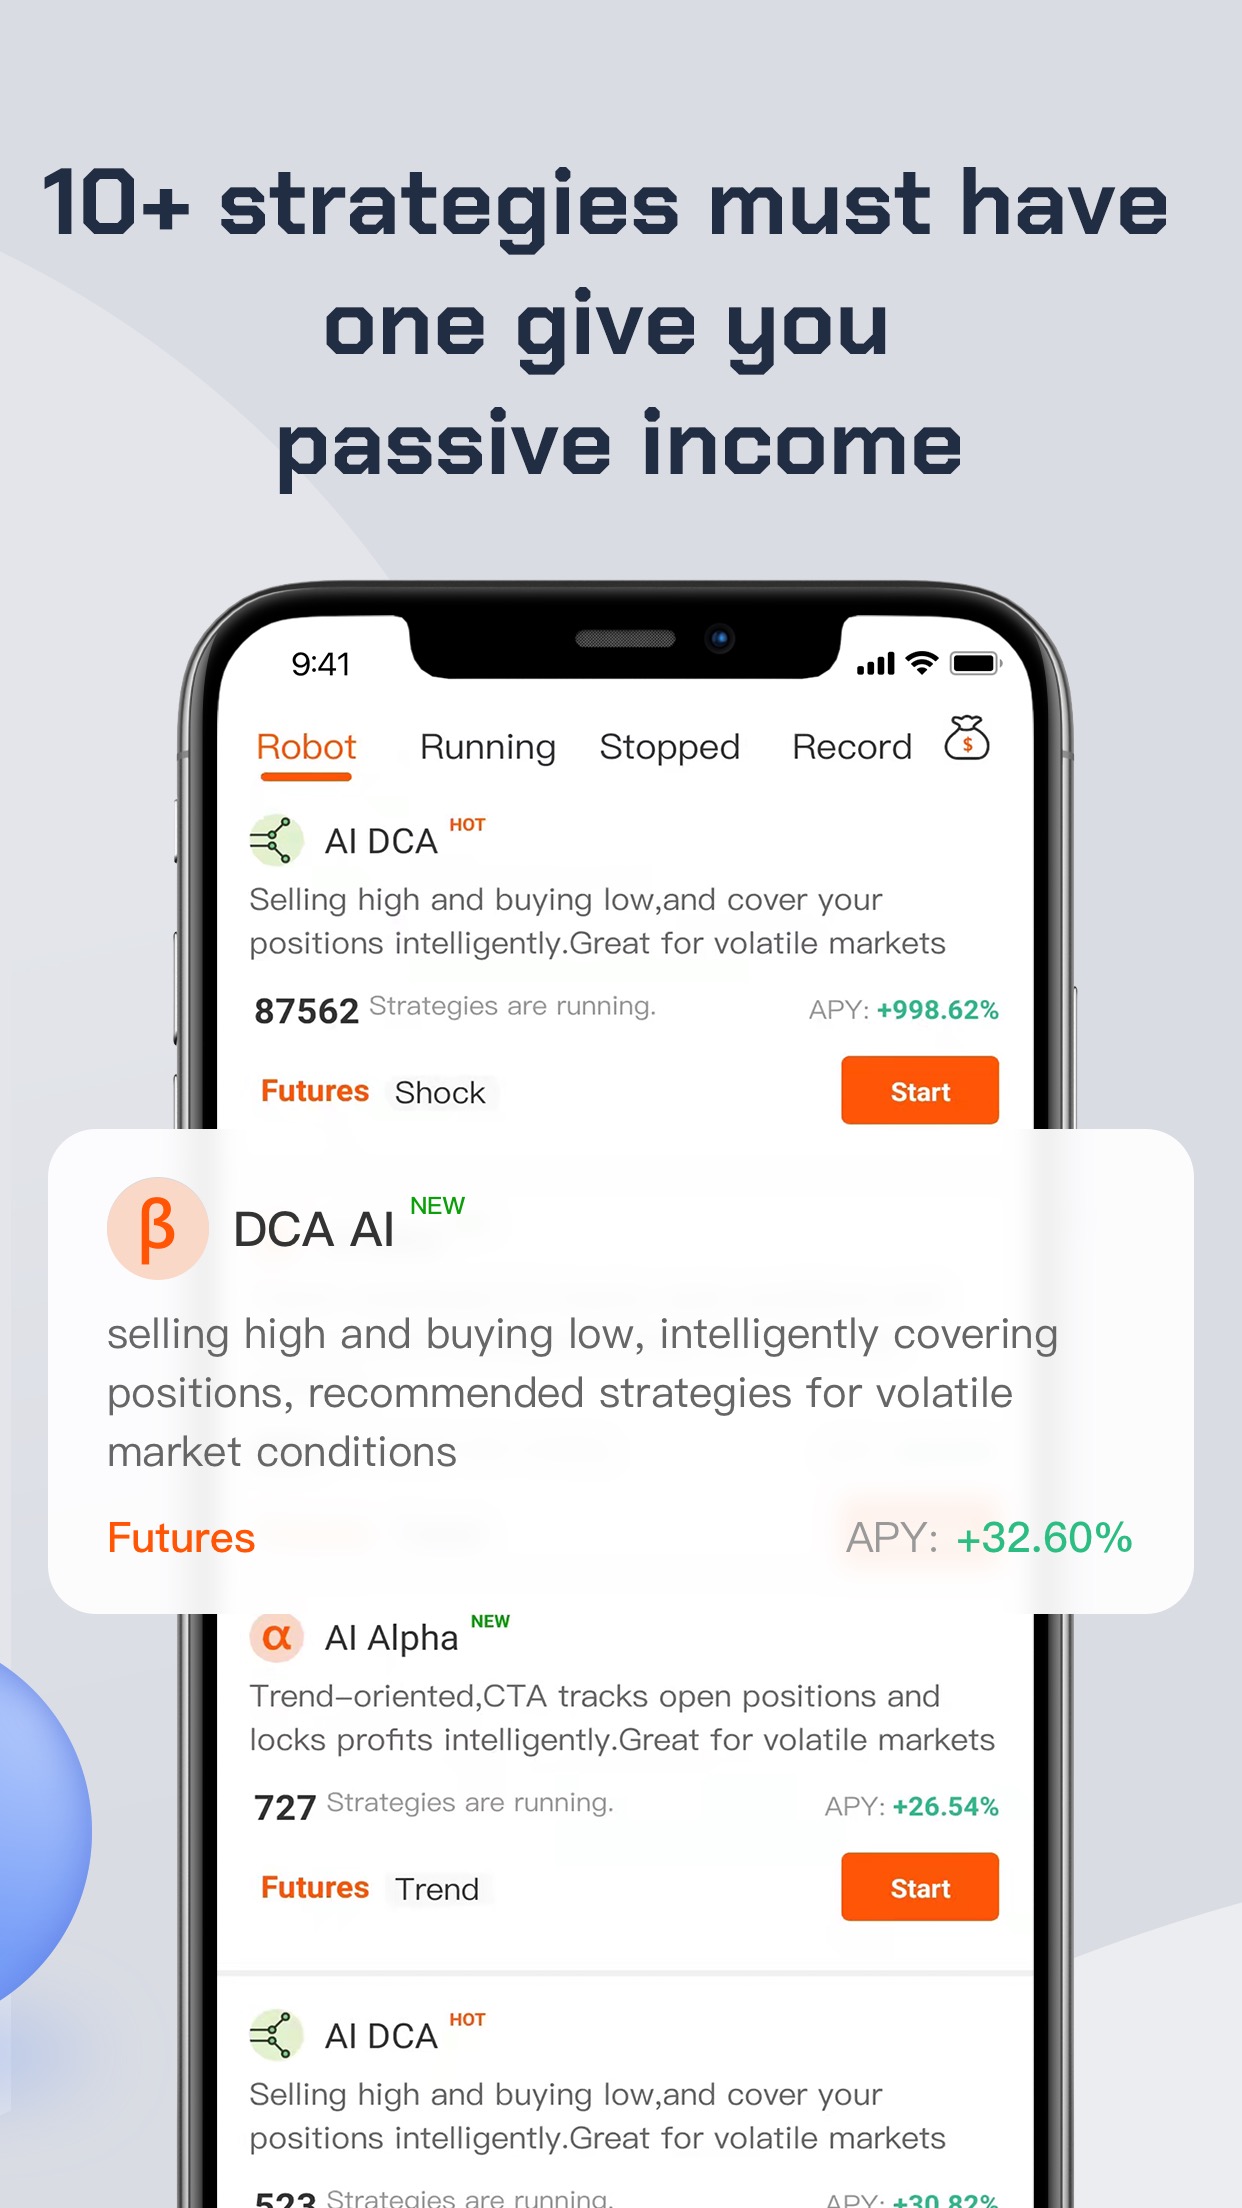 10+ strategies must have
one give you
passive income
9:41
Robot Running Stopped Record
AI DCA HOT
Selling high and buying low,and cover your
positions intelligently.Great for volatile markets
87562 Strategies are running. APY: +998.62%
Futures Shock Start
β DCA AI NEW
selling high and buying low, intelligently covering
positions, recommended strategies for volatile
market conditions
Futures APY: +32.60%
α AI Alpha NEW
Trend–oriented,CTA tracks open positions and
locks profits intelligently.Great for volatile markets
727 Strategies are running. APY: +26.54%
Futures Trend Start
AI DCA HOT
Selling high and buying low,and cover your
positions intelligently.Great for volatile markets
523 Strategies are running. APY: +30.82%